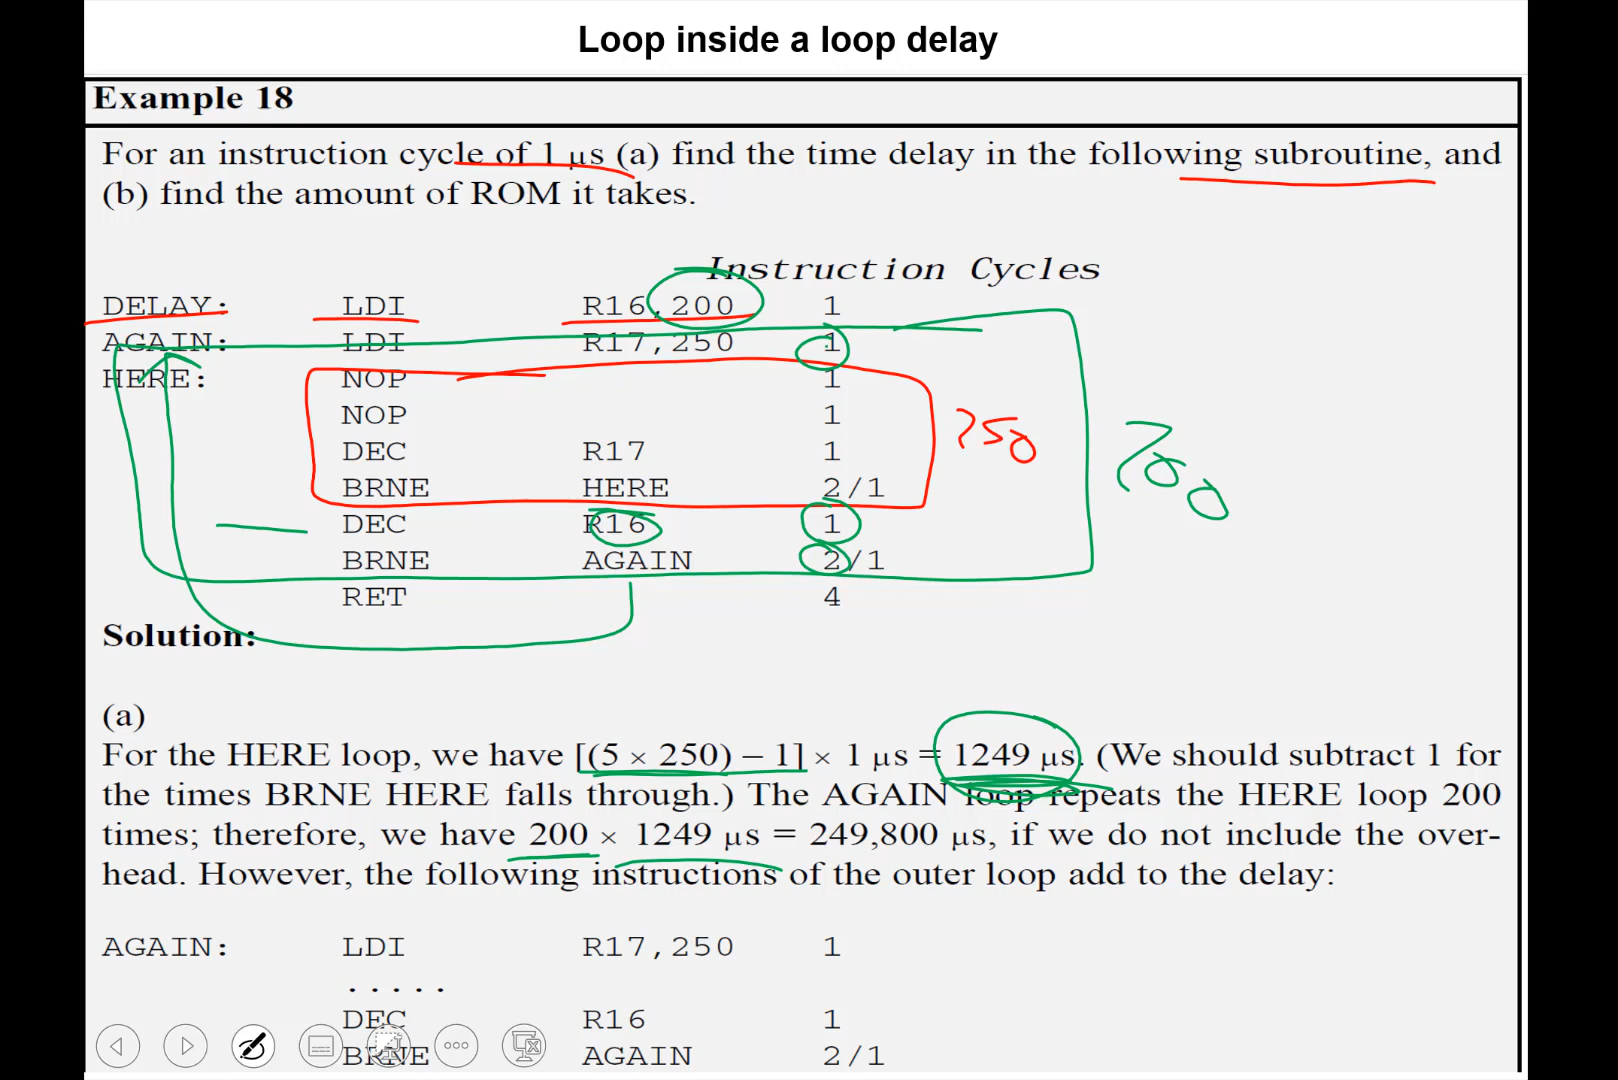 Loop inside a loop delay
Example 18
For an instruction cycle of 1 μs (a) find the time delay in the following subroutine, and
(b) find the amount of ROM it takes.
Instruction Cycles
DELAY: LDI R16,200 1
AGAIN: LDI R17,250 1
HERE: NOP 1
NOP 1
DEC R17 1
BRNE HERE 2/1
DEC R16 1
BRNE AGAIN 2/1
RET 4
250
200
Solution:
(a)
For the HERE loop, we have [(5 × 250) – 1] × 1 μs = 1249 μs. (We should subtract 1 for
the times BRNE HERE falls through.) The AGAIN loop repeats the HERE loop 200
times; therefore, we have 200 × 1249 μs = 249,800 μs, if we do not include the over-
head. However, the following instructions of the outer loop add to the delay:
AGAIN: LDI R17,250 1
.....
DEC R16 1
BRNE AGAIN 2/1